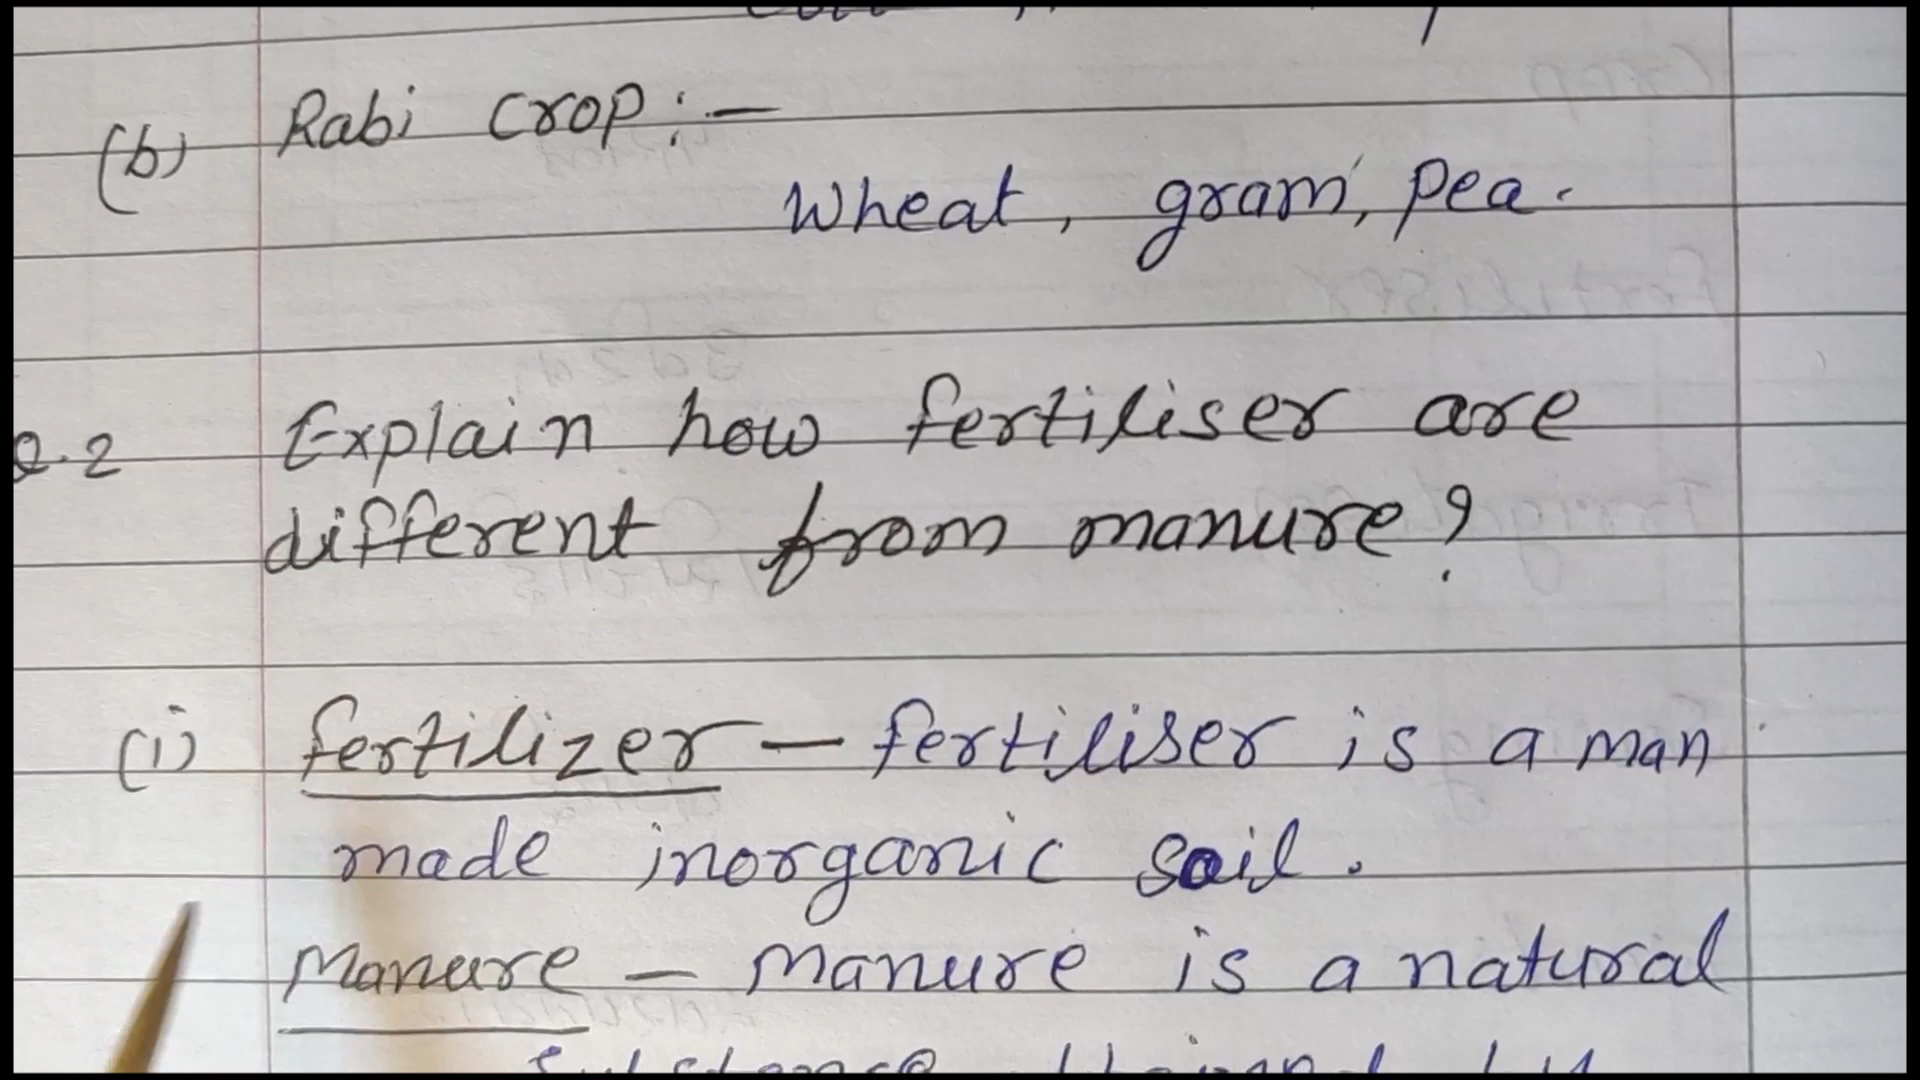 (b) Rabi crop :-
Wheat, gram, pea.
Q.2 Explain how fertiliser are
different from manure?
(i) fertilizer - fertiliser is a man
made inorganic soil.
Manure - Manure is a natural